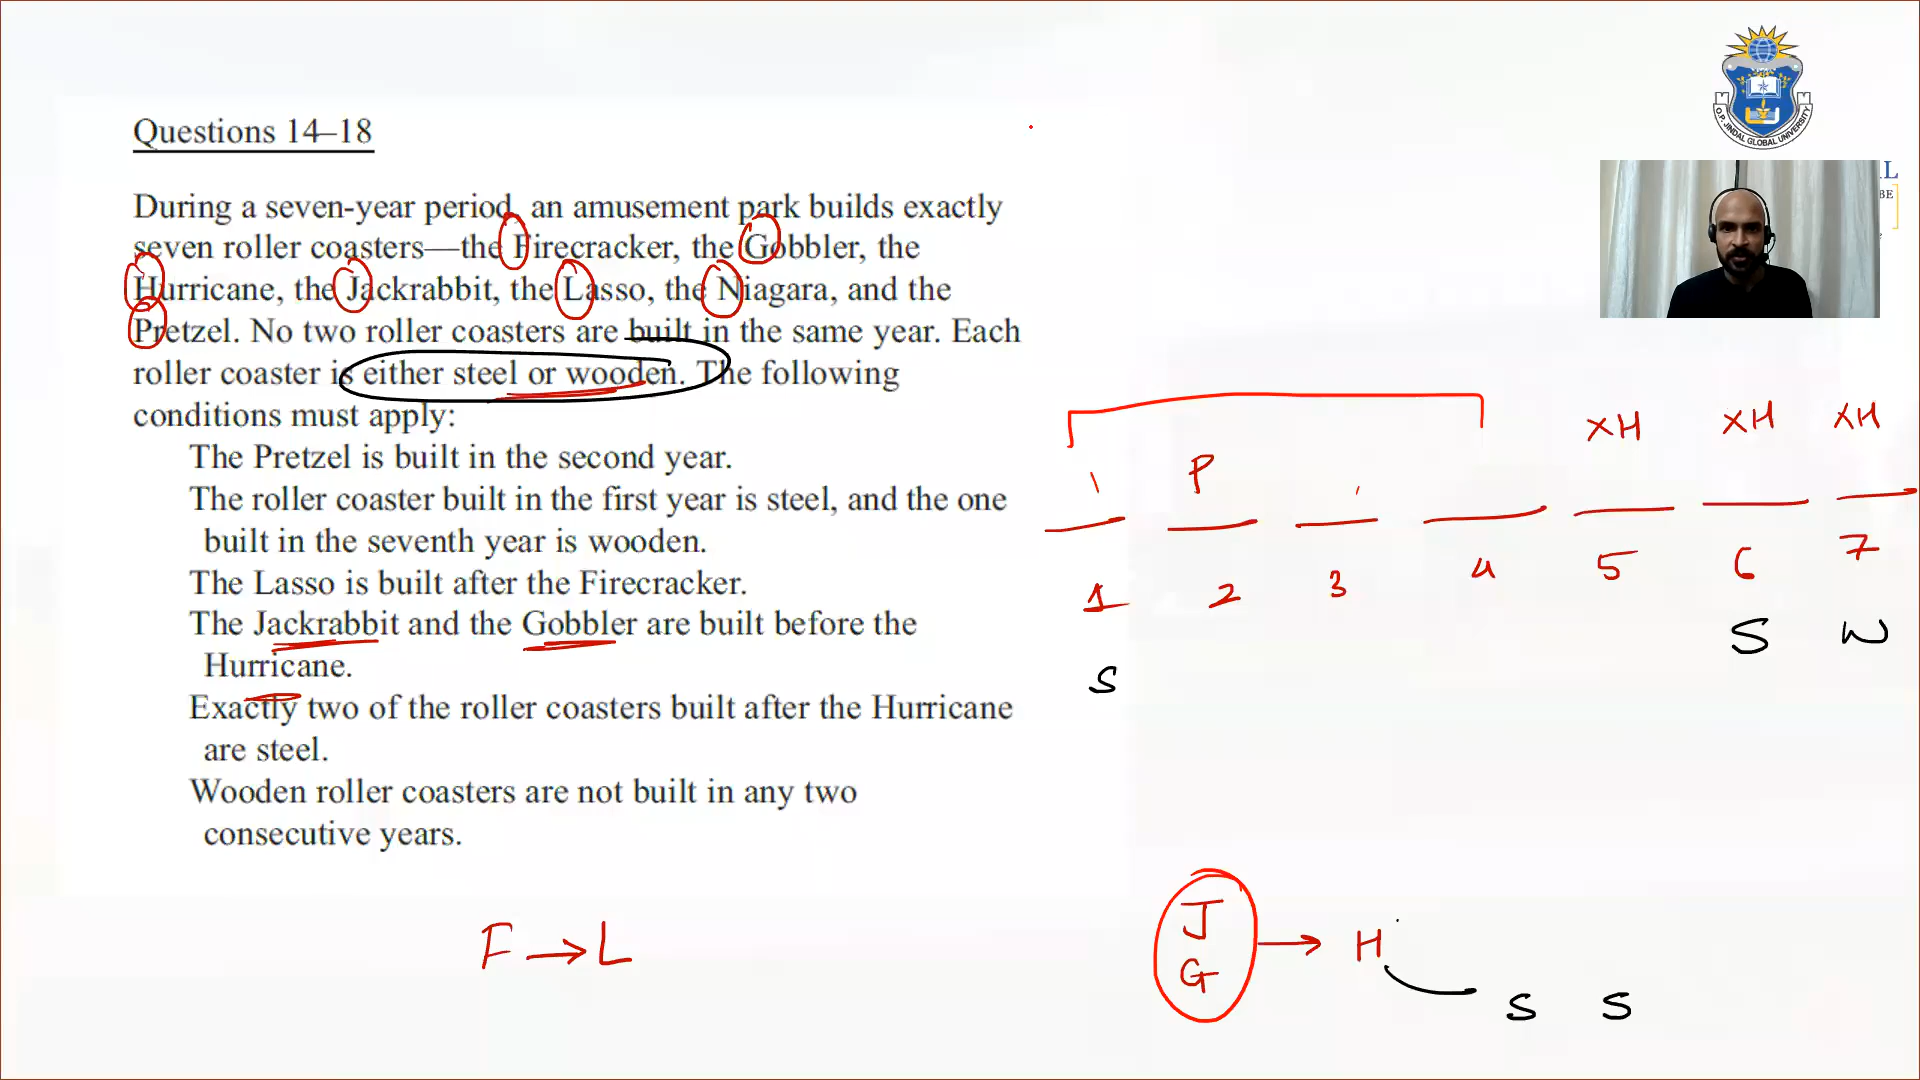 Questions 14–18
During a seven-year period, an amusement park builds exactly
seven roller coasters—the Firecracker, the Gobbler, the
Hurricane, the Jackrabbit, the Lasso, the Niagara, and the
Pretzel. No two roller coasters are built in the same year. Each
roller coaster is either steel or wooden. The following
conditions must apply:
The Pretzel is built in the second year.
The roller coaster built in the first year is steel, and the one
built in the seventh year is wooden.
The Lasso is built after the Firecracker.
The Jackrabbit and the Gobbler are built before the
Hurricane.
Exactly two of the roller coasters built after the Hurricane
are steel.
Wooden roller coasters are not built in any two
consecutive years.
F → L
O.P. JINDAL GLOBAL UNIVERSITY
XH XH XH
P
1 2 3 4 5 6 7
S W
S
J
G → H
S S